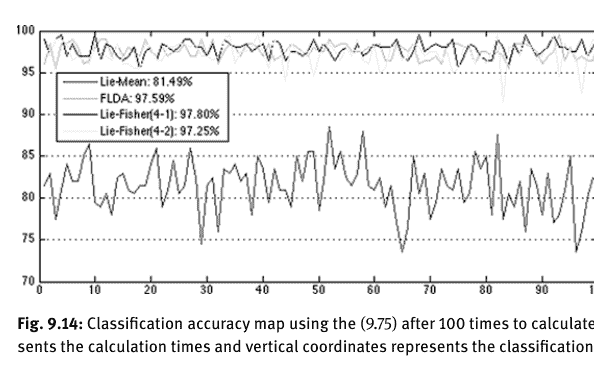 100
95
90
85
80
75
70
Lie-Mean: 81.49%
FLDA: 97.59%
Lie-Fisher(4-1): 97.80%
Lie-Fisher(4-2): 97.25%
0 10 20 30 40 50 60 70 80 90 1
Fig. 9.14: Classification accuracy map using the (9.75) after 100 times to calculate
sents the calculation times and vertical coordinates represents the classification